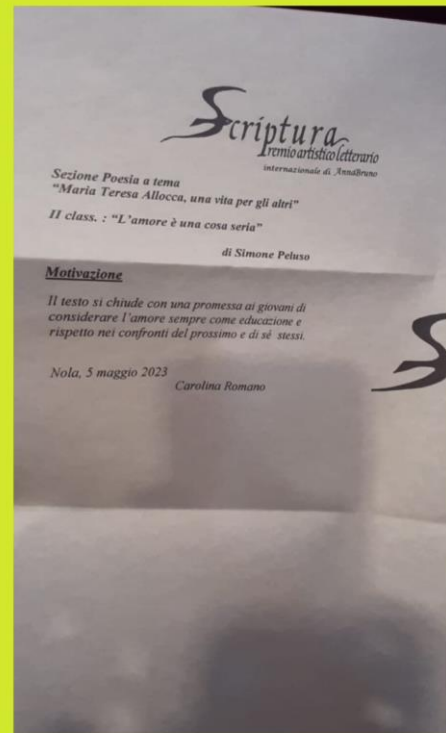 Scriptura
Premio artistico letterario
internazionale di AnnaBruno
Sezione Poesia a tema
"Maria Teresa Allocca, una vita per gli altri"
II class. : "L'amore è una cosa seria"
di Simone Peluso
Motivazione
Il testo si chiude con una promessa ai giovani di
considerare l'amore sempre come educazione e
rispetto nei confronti del prossimo e di sé stessi.
Nola, 5 maggio 2023
Carolina Romano
S